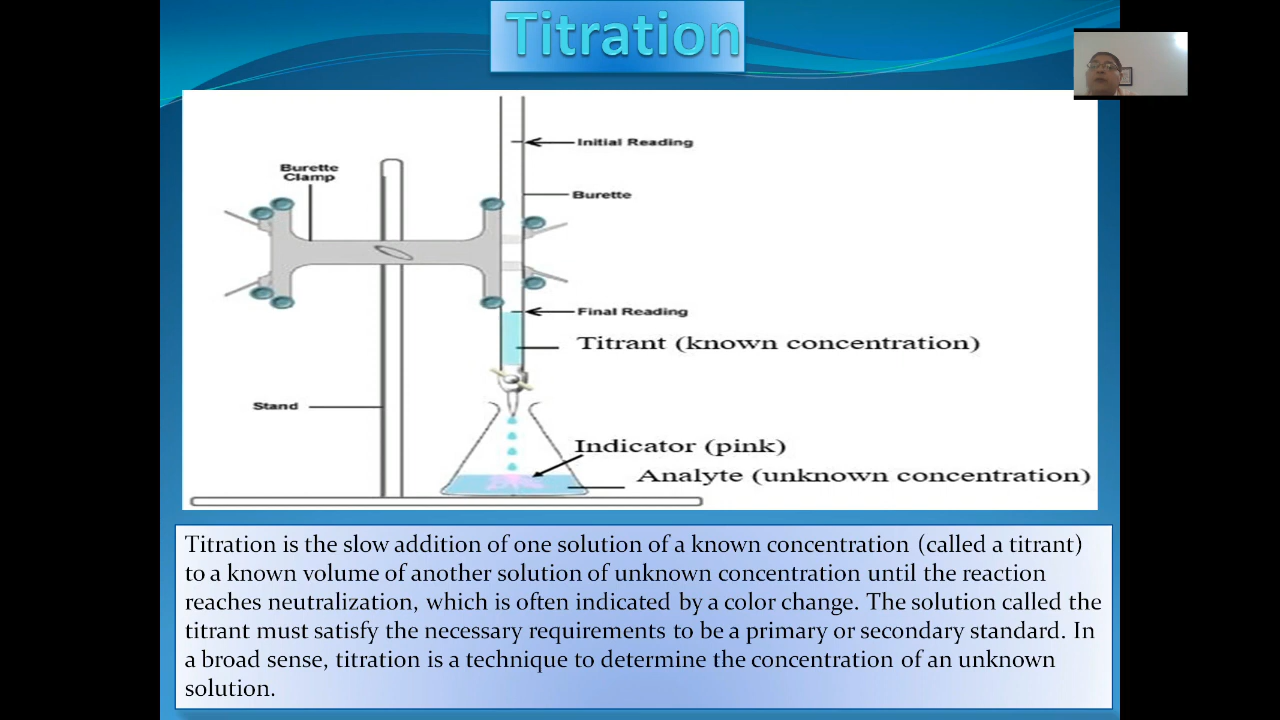 Titration
Initial Reading
Burette
Clamp
Burette
Final Reading
Titrant (known concentration)
Stand
Indicator (pink)
Analyte (unknown concentration)
Titration is the slow addition of one solution of a known concentration (called a titrant)
to a known volume of another solution of unknown concentration until the reaction
reaches neutralization, which is often indicated by a color change. The solution called the
titrant must satisfy the necessary requirements to be a primary or secondary standard. In
a broad sense, titration is a technique to determine the concentration of an unknown
solution.